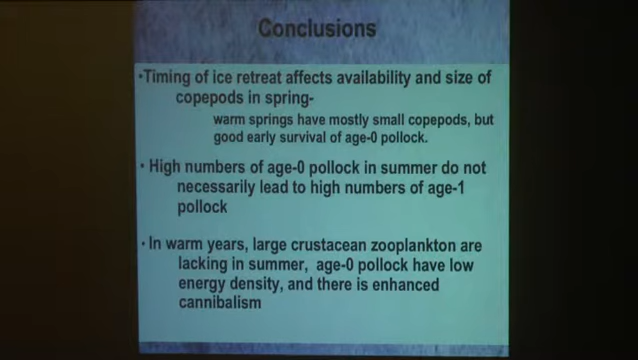 Conclusions
•Timing of ice retreat affects availability and size of
copepods in spring-
warm springs have mostly small copepods, but
good early survival of age-0 pollock.
• High numbers of age-0 pollock in summer do not
necessarily lead to high numbers of age-1
pollock
• In warm years, large crustacean zooplankton are
lacking in summer, age-0 pollock have low
energy density, and there is enhanced
cannibalism